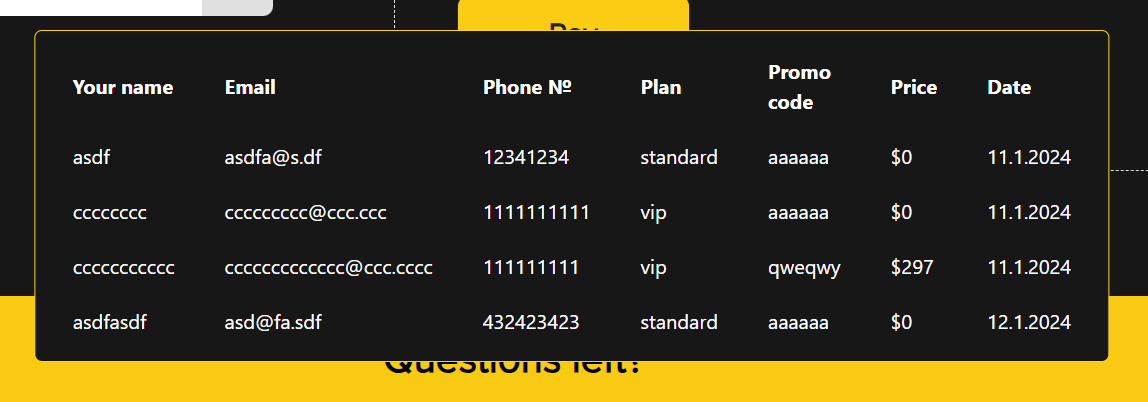 Pay
Your name Email Phone № Plan Promo code Price Date
asdf asdfa@s.df 12341234 standard aaaaaa $0 11.1.2024
cccccccc ccccccccc@ccc.ccc 1111111111 vip aaaaaa $0 11.1.2024
ccccccccccc ccccccccccccc@ccc.cccc 111111111 vip qweqwy $297 11.1.2024
asdfasdf asd@fa.sdf 432423423 standard aaaaaa $0 12.1.2024
Questions left?